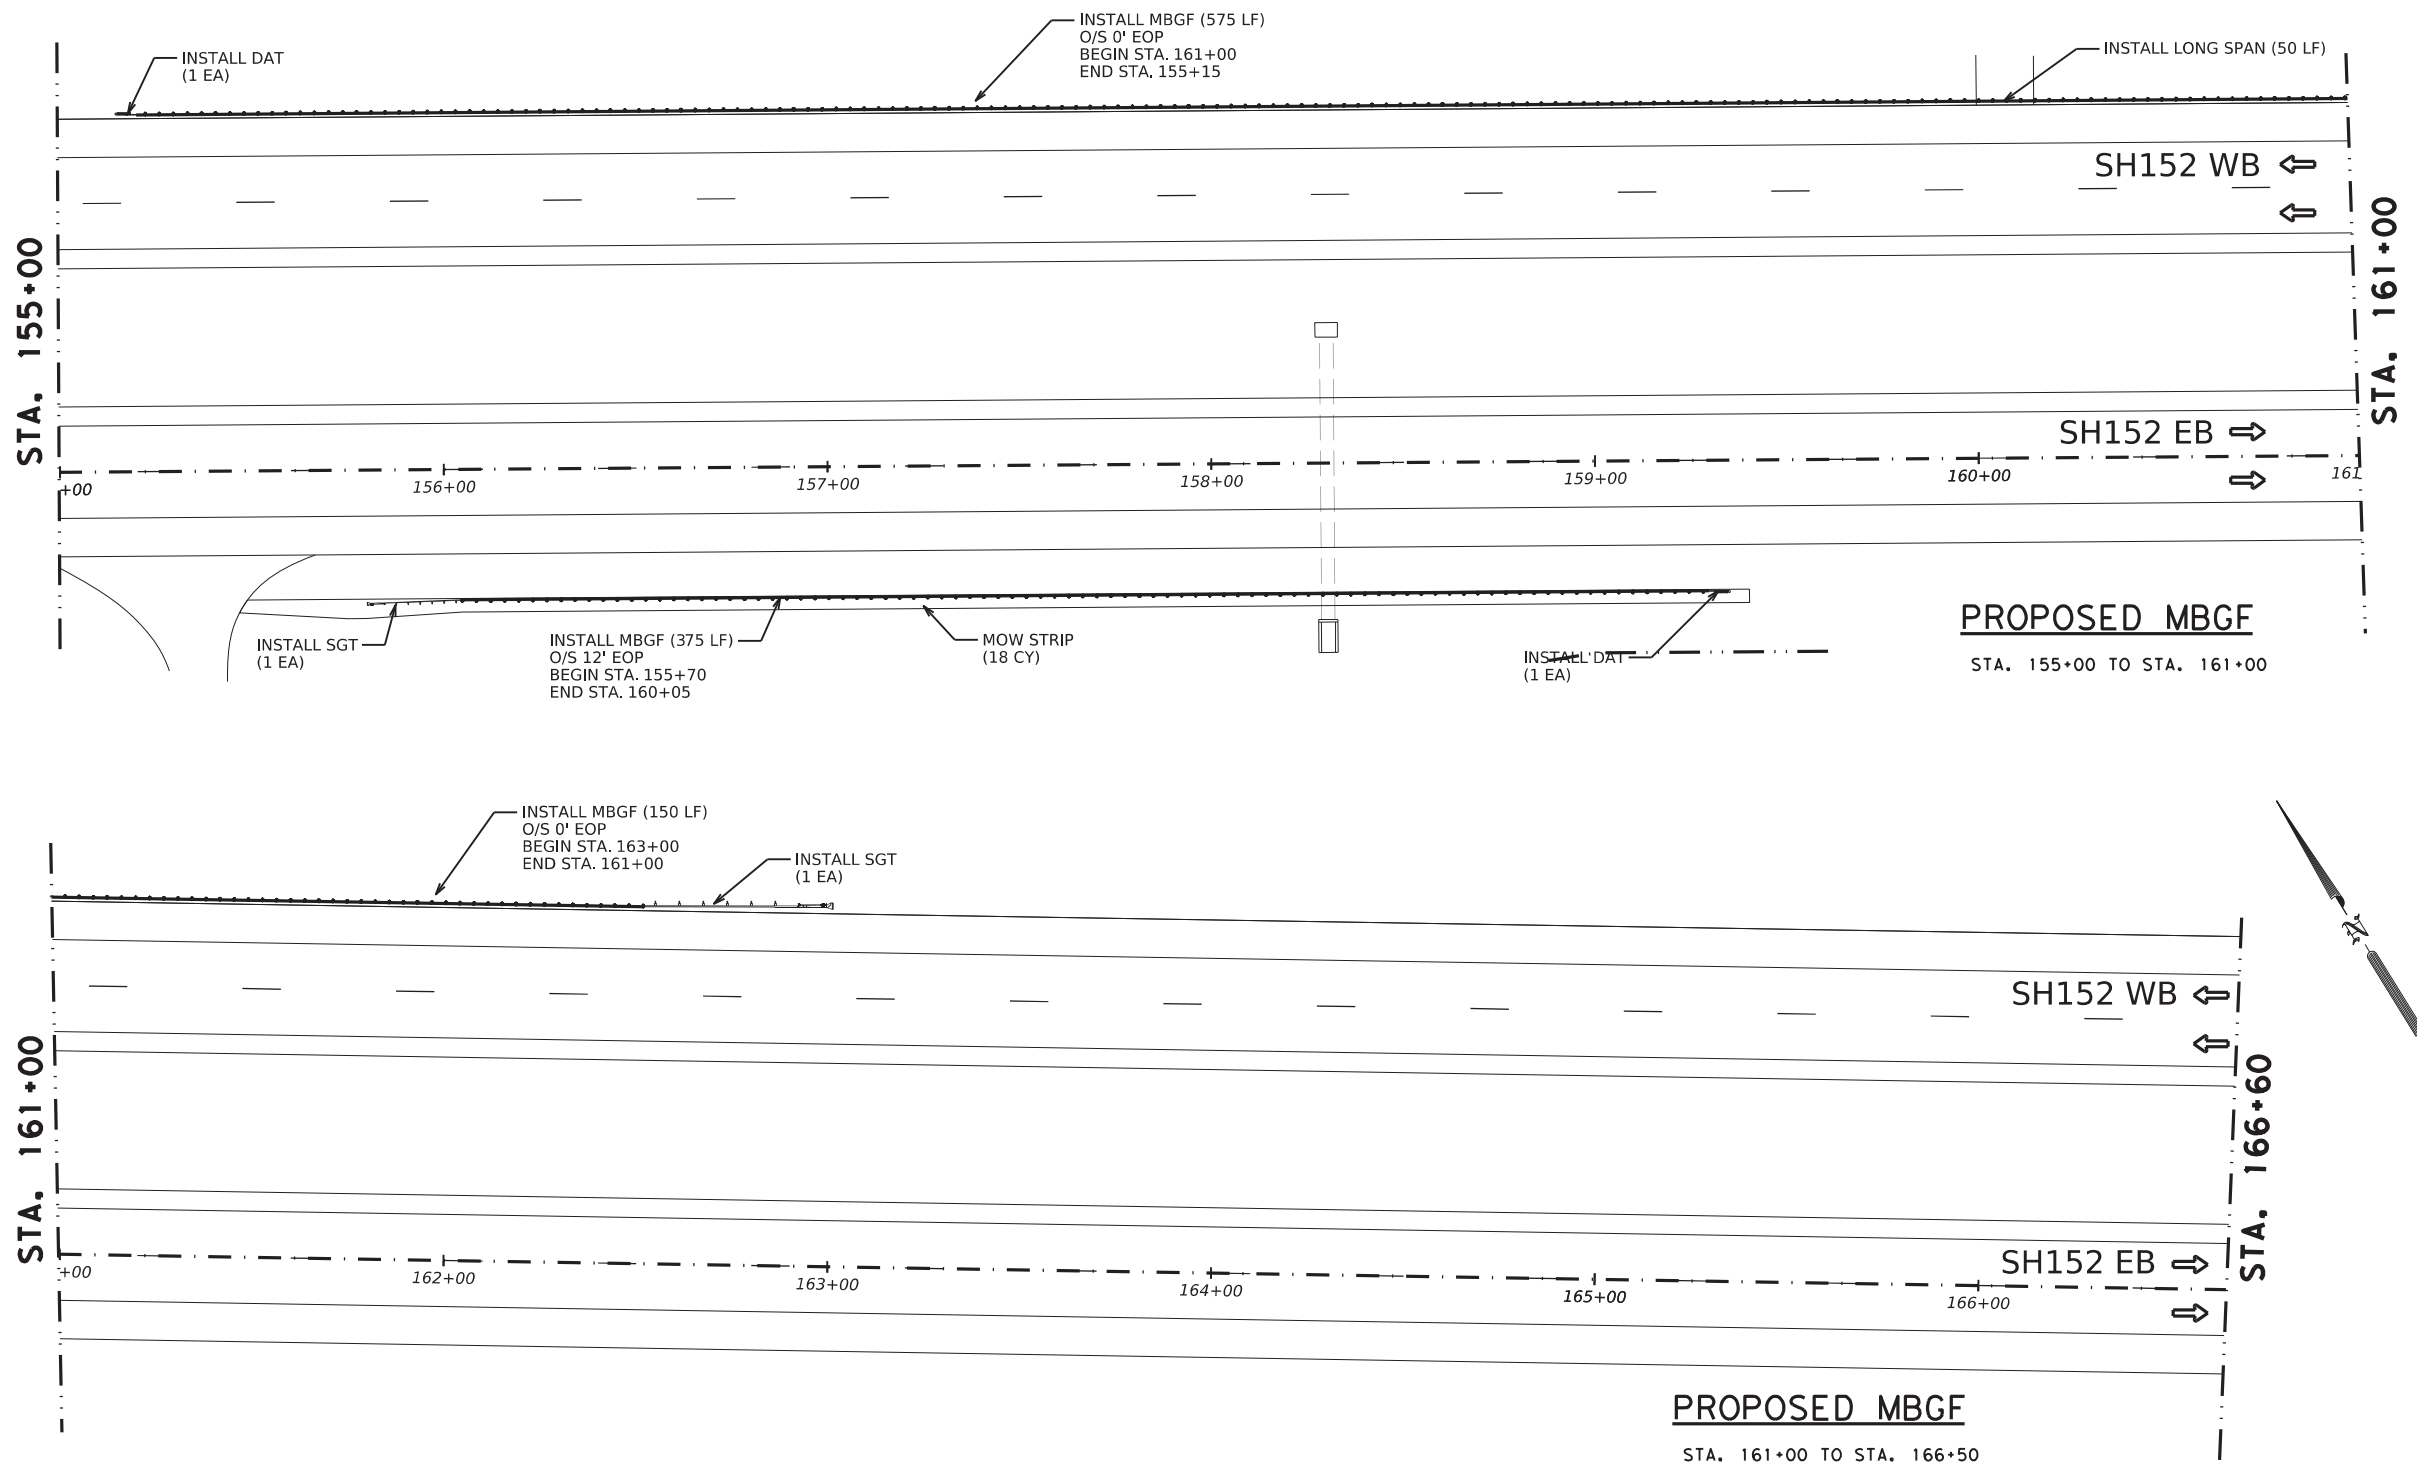 INSTALL DAT
(1 EA)
INSTALL MBGF (575 LF)
O/S 0' EOP
BEGIN STA. 161+00
END STA. 155+15
INSTALL LONG SPAN (50 LF)
SH152 WB
STA. 155+00
STA. 161+00
SH152 EB
+00
156+00
157+00
158+00
159+00
160+00
161
INSTALL SGT
(1 EA)
INSTALL MBGF (375 LF)
O/S 12' EOP
BEGIN STA. 155+70
END STA. 160+05
MOW STRIP
(18 CY)
INSTALL DAT
(1 EA)
PROPOSED MBGF
STA. 155+00 TO STA. 161+00
INSTALL MBGF (150 LF)
O/S 0' EOP
BEGIN STA. 163+00
END STA. 161+00
INSTALL SGT
(1 EA)
N
SH152 WB
STA. 161+00
STA. 166+60
SH152 EB
+00
162+00
163+00
164+00
165+00
166+00
PROPOSED MBGF
STA. 161+00 TO STA. 166+50